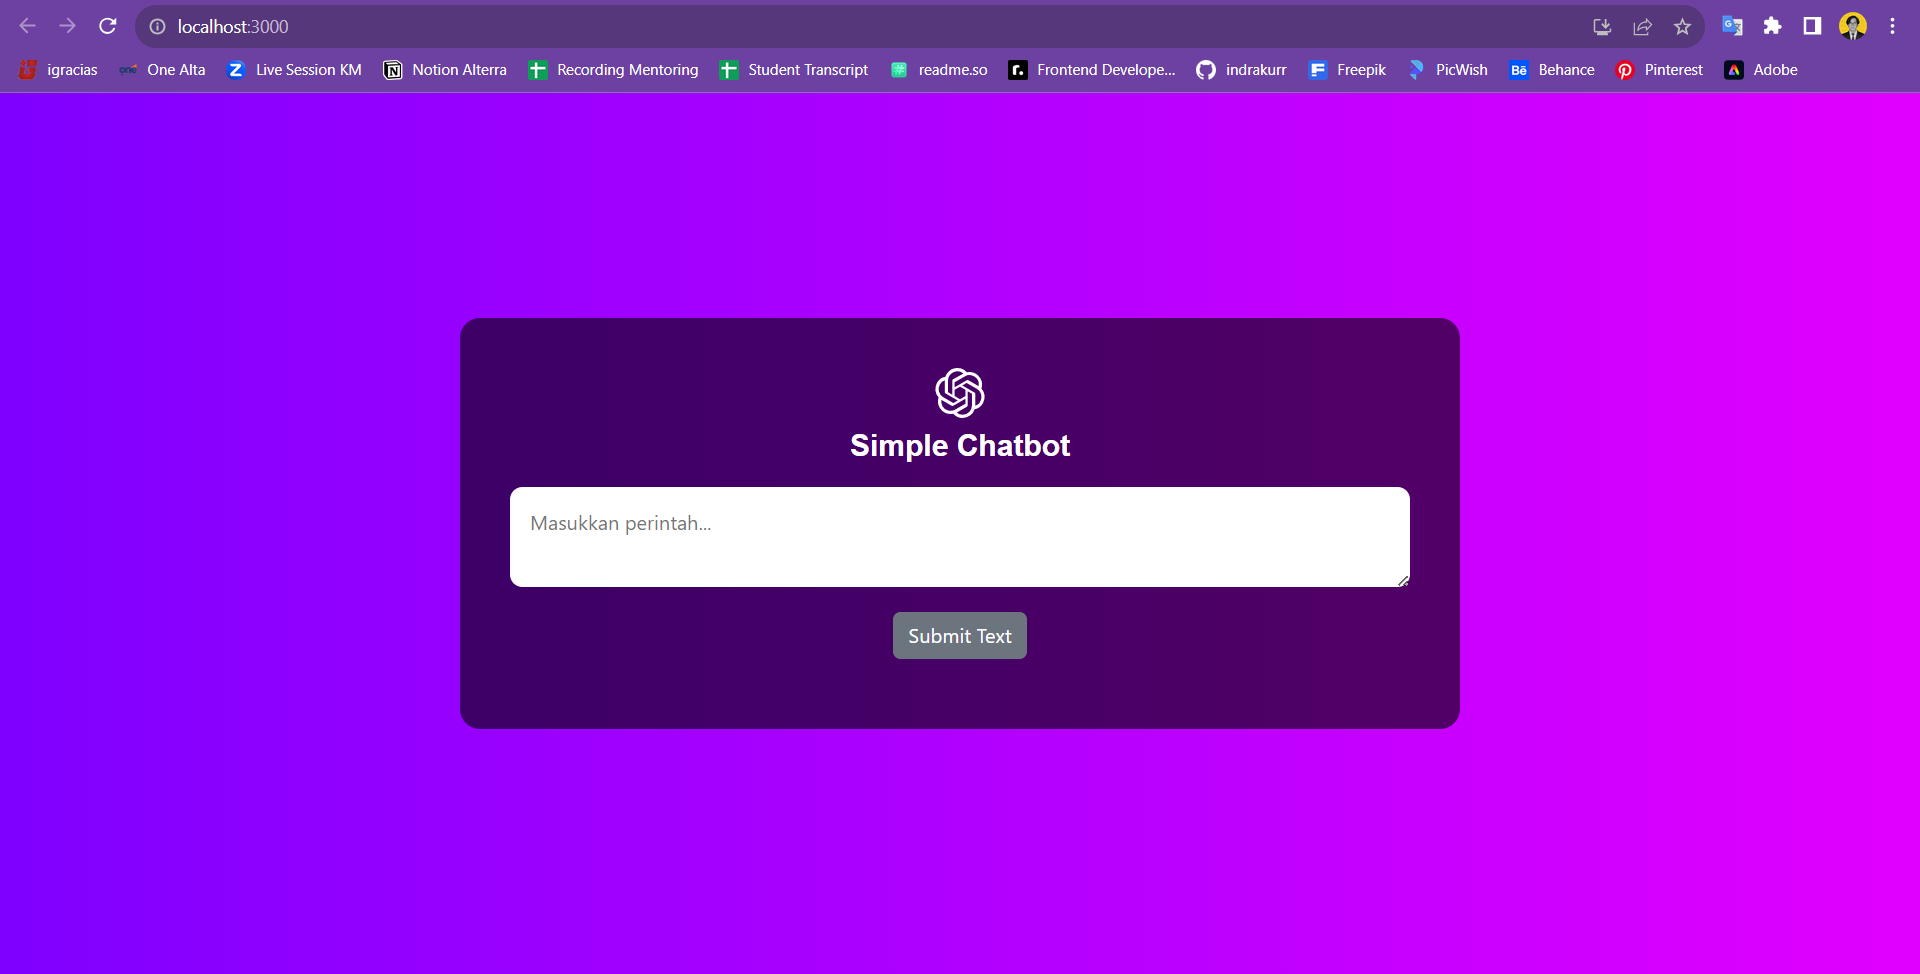 localhost:3000
igracias One Alta Live Session KM Notion Alterra Recording Mentoring Student Transcript readme.so Frontend Develope... indrakurr Freepik PicWish Behance Pinterest Adobe
Simple Chatbot
Masukkan perintah...
Submit Text